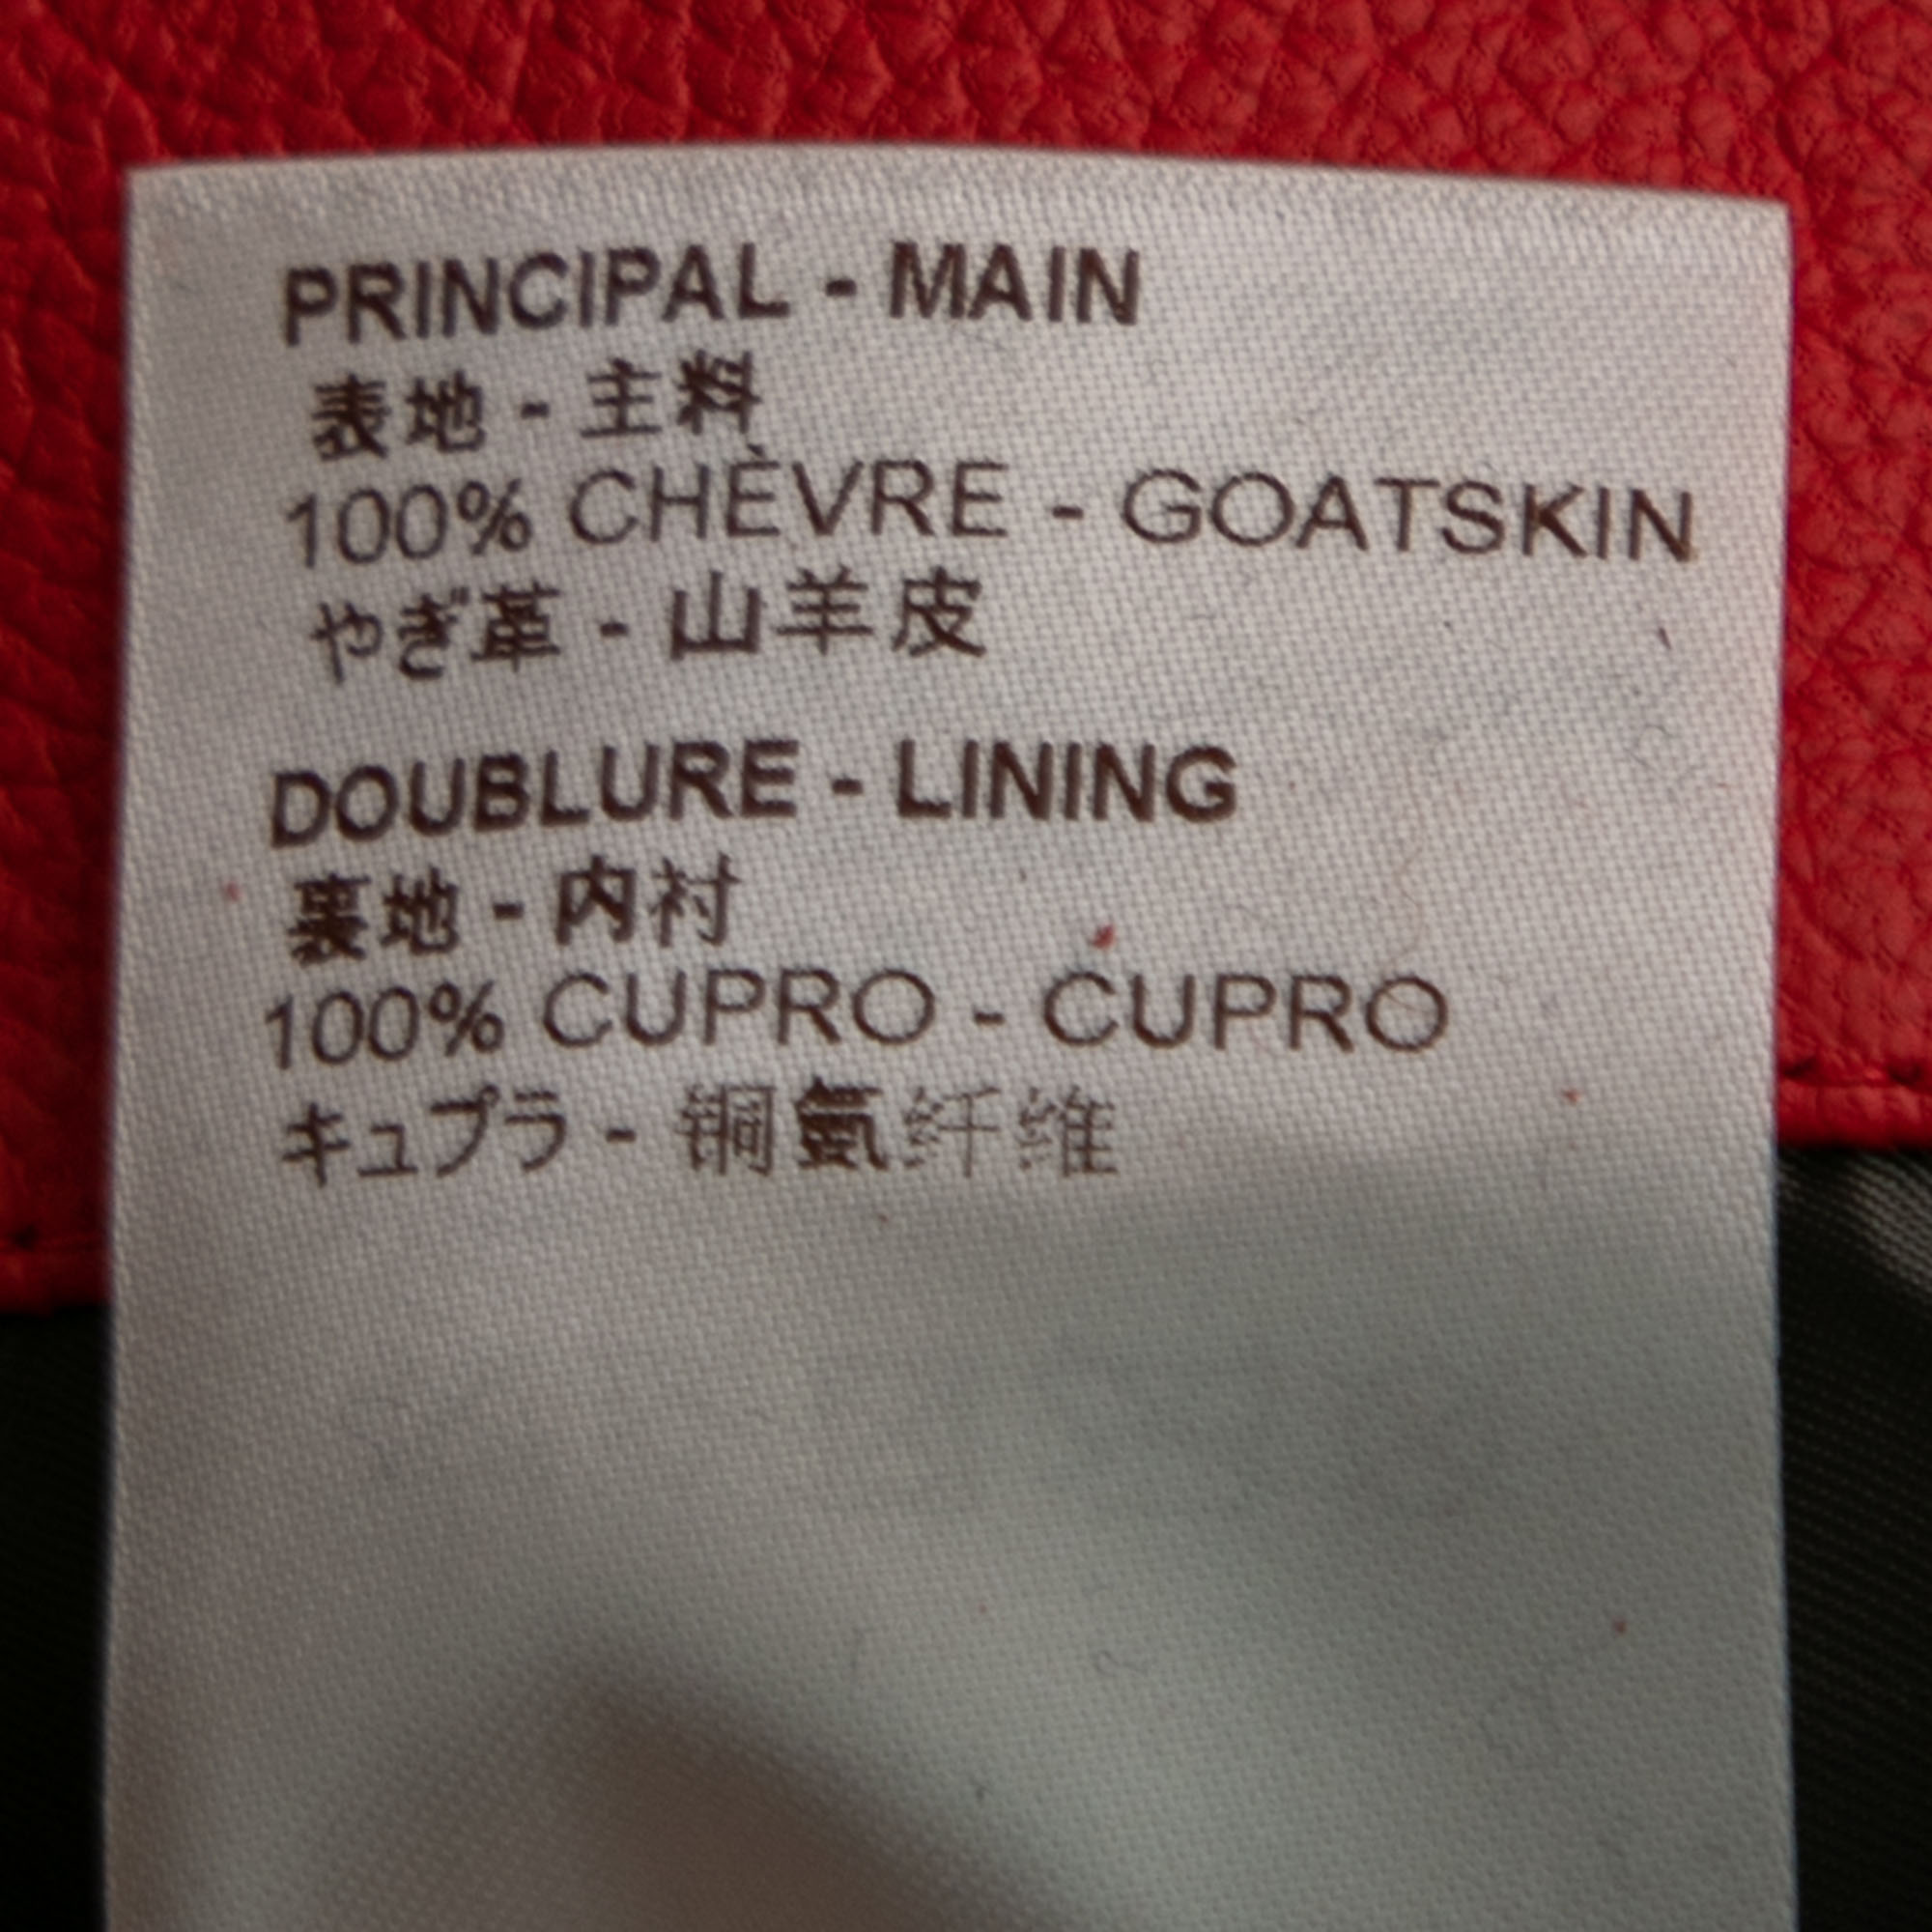 PRINCIPAL - MAIN
表地 - 主料
100% CHÈVRE - GOATSKIN
やぎ革 - 山羊皮
DOUBLURE - LINING
裏地 - 内衬
100% CUPRO - CUPRO
キュプラ - 铜氨纤维